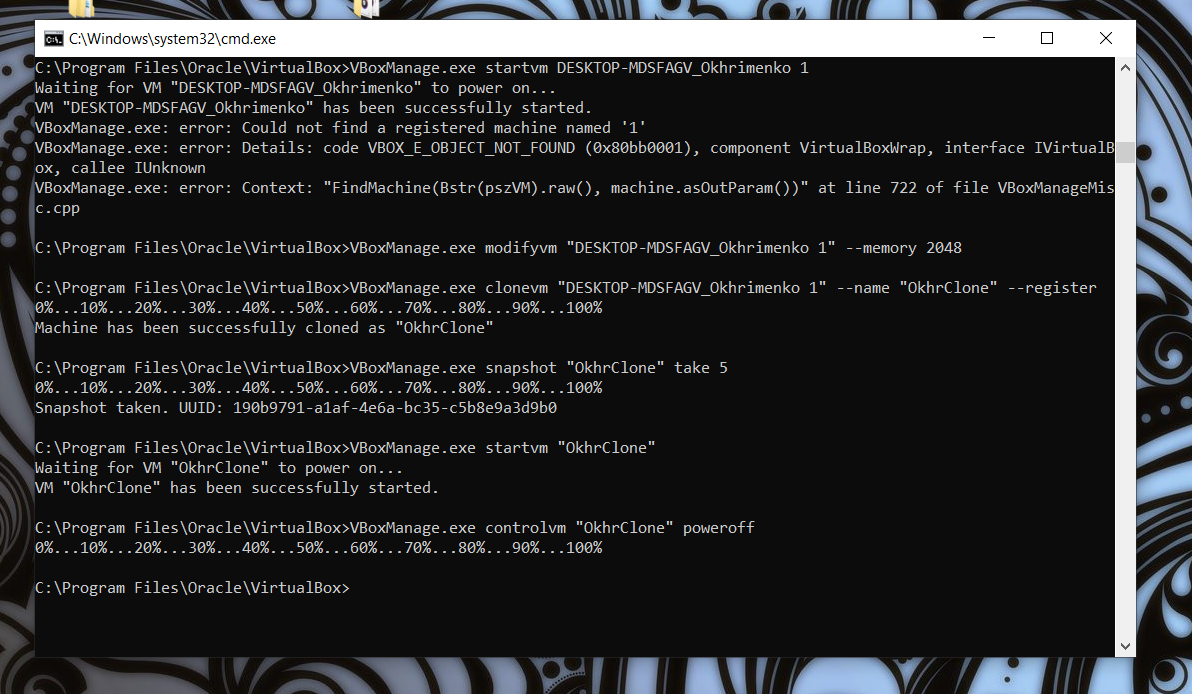 C:\Windows\system32\cmd.exe
C:\Program Files\Oracle\VirtualBox>VBoxManage.exe startvm DESKTOP-MDSFAGV_Okhrimenko 1
Waiting for VM "DESKTOP-MDSFAGV_Okhrimenko" to power on...
VM "DESKTOP-MDSFAGV_Okhrimenko" has been successfully started.
VBoxManage.exe: error: Could not find a registered machine named '1'
VBoxManage.exe: error: Details: code VBOX_E_OBJECT_NOT_FOUND (0x80bb0001), component VirtualBoxWrap, interface IVirtualB
ox, callee IUnknown
VBoxManage.exe: error: Context: "FindMachine(Bstr(pszVM).raw(), machine.asOutParam())" at line 722 of file VBoxManageMis
c.cpp
C:\Program Files\Oracle\VirtualBox>VBoxManage.exe modifyvm "DESKTOP-MDSFAGV_Okhrimenko 1" --memory 2048
C:\Program Files\Oracle\VirtualBox>VBoxManage.exe clonevm "DESKTOP-MDSFAGV_Okhrimenko 1" --name "OkhrClone" --register
0%...10%...20%...30%...40%...50%...60%...70%...80%...90%...100%
Machine has been successfully cloned as "OkhrClone"
C:\Program Files\Oracle\VirtualBox>VBoxManage.exe snapshot "OkhrClone" take 5
0%...10%...20%...30%...40%...50%...60%...70%...80%...90%...100%
Snapshot taken. UUID: 190b9791-a1af-4e6a-bc35-c5b8e9a3d9b0
C:\Program Files\Oracle\VirtualBox>VBoxManage.exe startvm "OkhrClone"
Waiting for VM "OkhrClone" to power on...
VM "OkhrClone" has been successfully started.
C:\Program Files\Oracle\VirtualBox>VBoxManage.exe controlvm "OkhrClone" poweroff
0%...10%...20%...30%...40%...50%...60%...70%...80%...90%...100%
C:\Program Files\Oracle\VirtualBox>